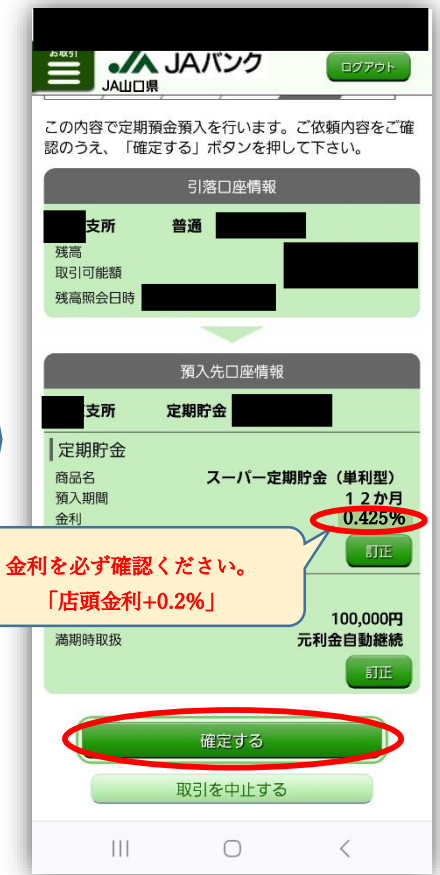 お取引
JAバンク
JA山口県
ログアウト
この内容で定期預金預入を行います。ご依頼内容をご確
認のうえ、「確定する」ボタンを押して下さい。
引落口座情報
支所 普通
残高
取引可能額
残高照会日時
預入先口座情報
支所 定期貯金
定期貯金
商品名 スーパー定期貯金（単利型）
預入期間 １２か月
金利 0.425%
訂正
金利を必ず確認ください。
「店頭金利+0.2%」
100,000円
満期時取扱 元利金自動継続
訂正
確定する
取引を中止する